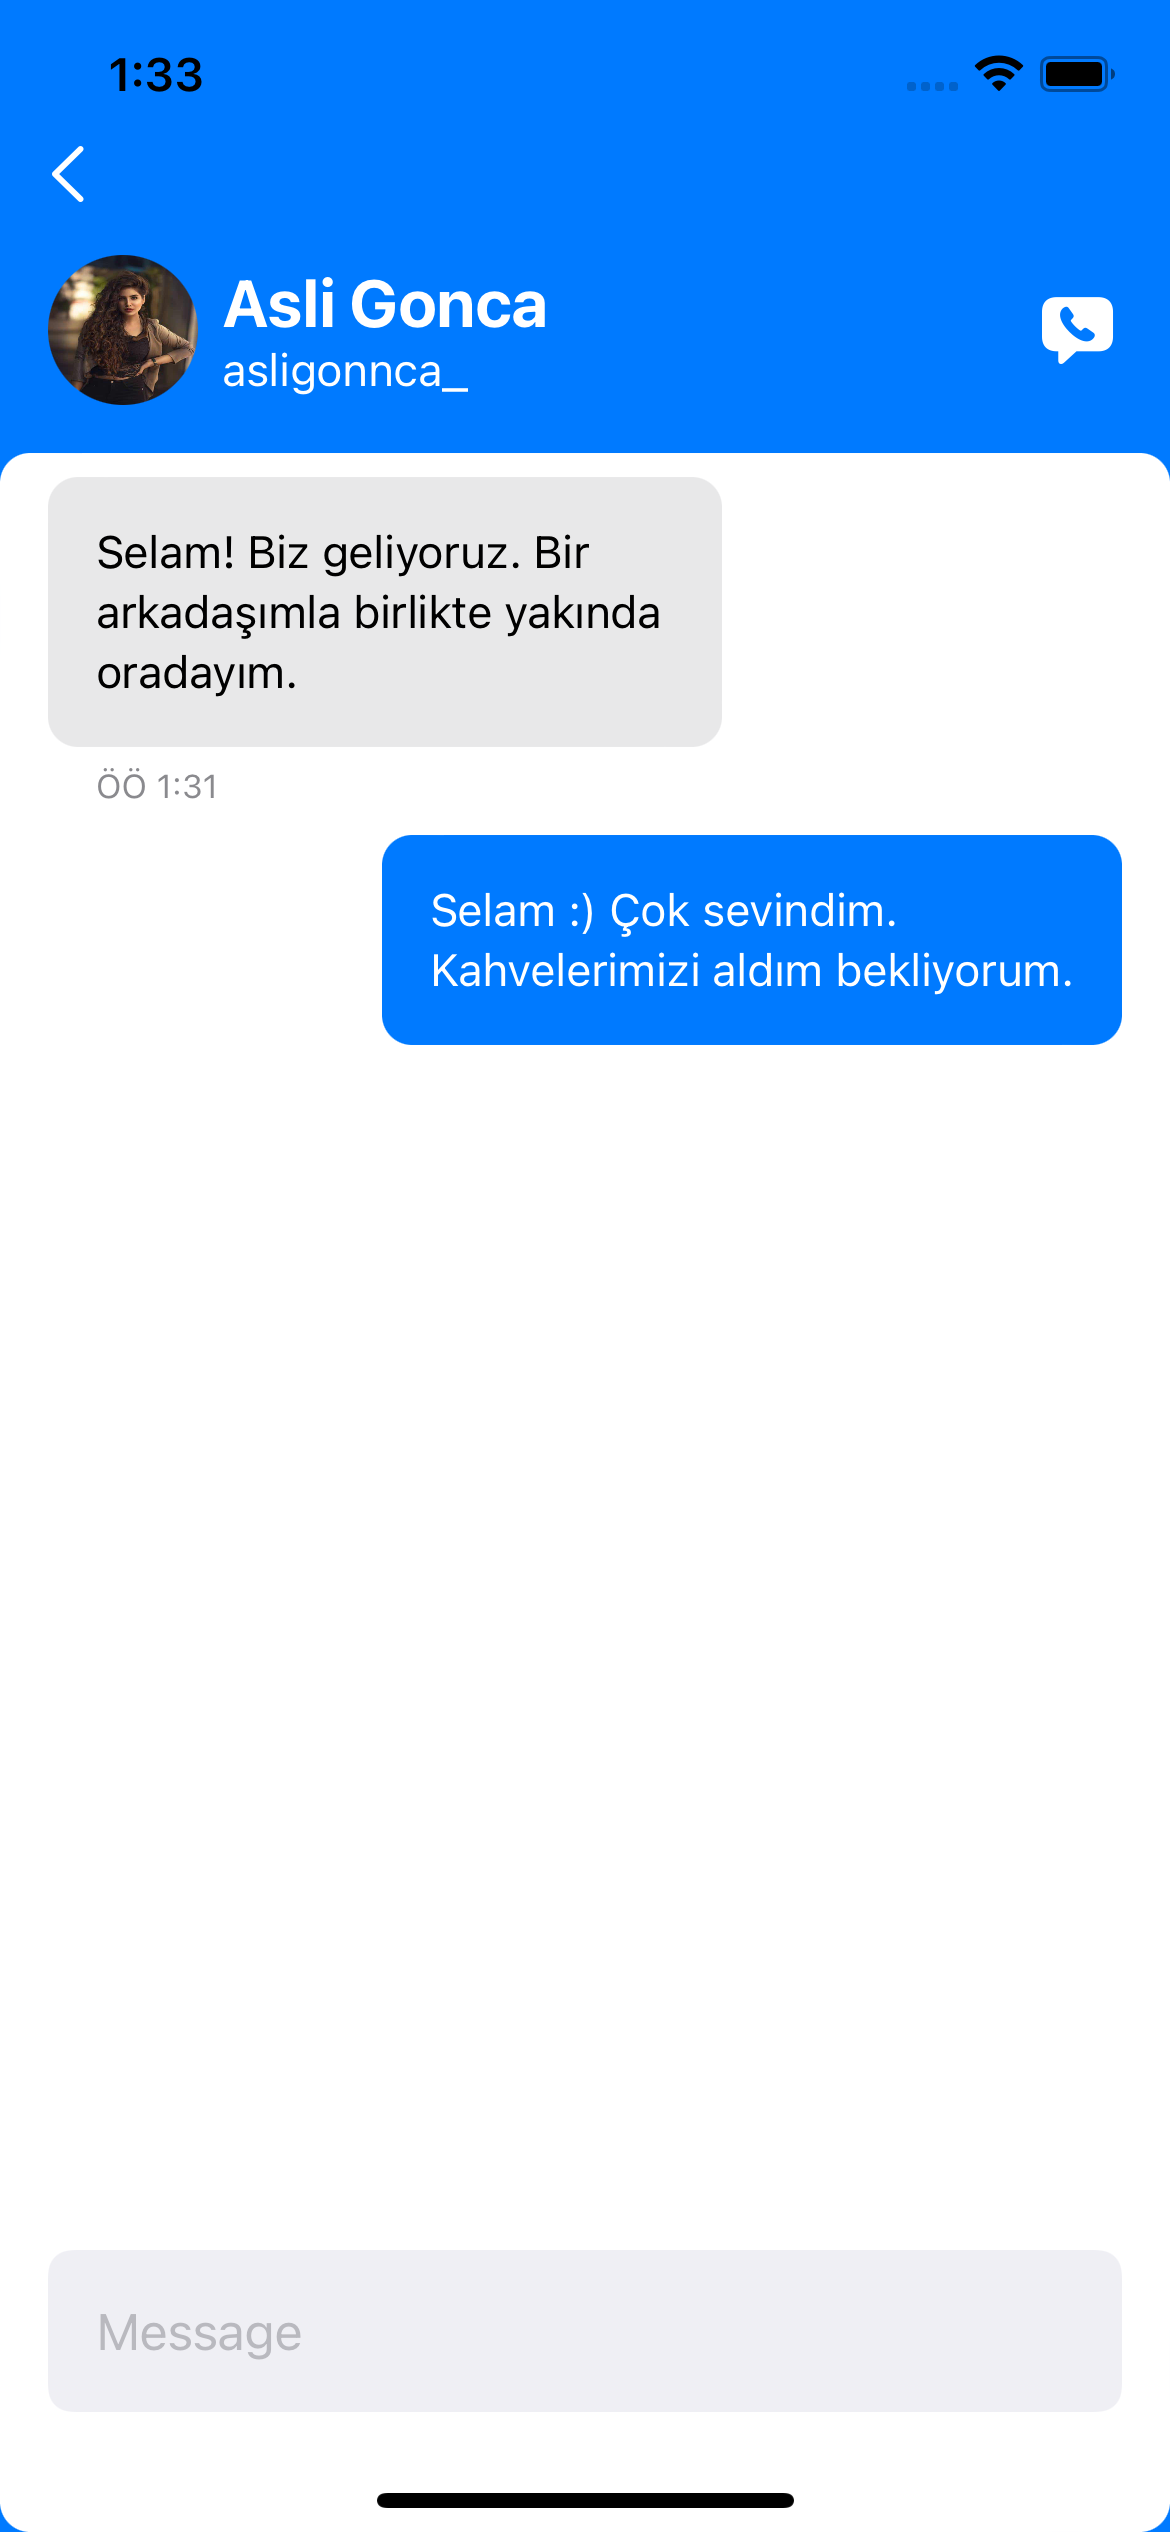 1:33
Asli Gonca
asligonnca_
Selam! Biz geliyoruz. Bir
arkadaşımla birlikte yakında
oradayım.
ÖÖ 1:31
Selam :) Çok sevindim.
Kahvelerimizi aldım bekliyorum.
Message